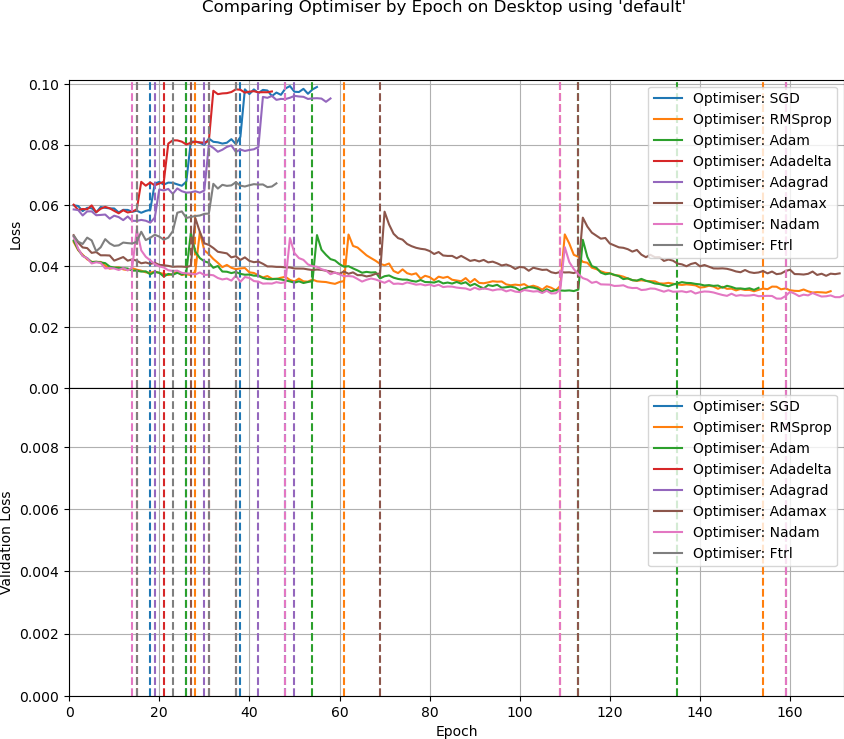 Comparing Optimiser by Epoch on Desktop using 'default'
0.10
0.08
0.06
0.04
0.02
0.00
Loss
Optimiser: SGD
Optimiser: RMSprop
Optimiser: Adam
Optimiser: Adadelta
Optimiser: Adagrad
Optimiser: Adamax
Optimiser: Nadam
Optimiser: Ftrl
0.008
0.006
0.004
0.002
0.000
Validation Loss
Optimiser: SGD
Optimiser: RMSprop
Optimiser: Adam
Optimiser: Adadelta
Optimiser: Adagrad
Optimiser: Adamax
Optimiser: Nadam
Optimiser: Ftrl
0 20 40 60 80 100 120 140 160
Epoch